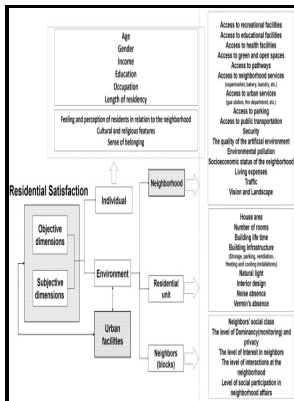 Age
Gender
Income
Education
Occupation
Length of residency
Feeling and perception of residents in relation to the neighborhood
Cultural and religious features
Sense of belonging
Residential Satisfaction
Objective
dimensions
Subjective
dimensions
Individual
Environment
Urban
facilities
Neighborhood
Residential
unit
Neighbors
(blocks)
Access to recreational facilities
Access to educational facilities
Access to health facilities
Access to green and open spaces
Access to pathways
Access to neighborhood services
(supermarket, bakery, laundry, etc.)
Access to urban services
(gas station, fire department, etc.)
Access to parking
Access to public transportation
Security
The quality of the artificial environment
Environmental pollution
Socioeconomic status of the neighborhood
Living expenses
Traffic
Vision and Landscape
House area
Number of rooms
Building life time
Building Infrastructure
(Storage, parking, ventilation,
Heating and cooling installations)
Natural light
Interior design
Noise absence
Vermin's absence
Neighbors' social class
The level of Dominancy(monitoring) and
privacy
The level of Interest in neighbors
The level of interactions at the
neighborhood
Level of social participation in
neighborhood affairs